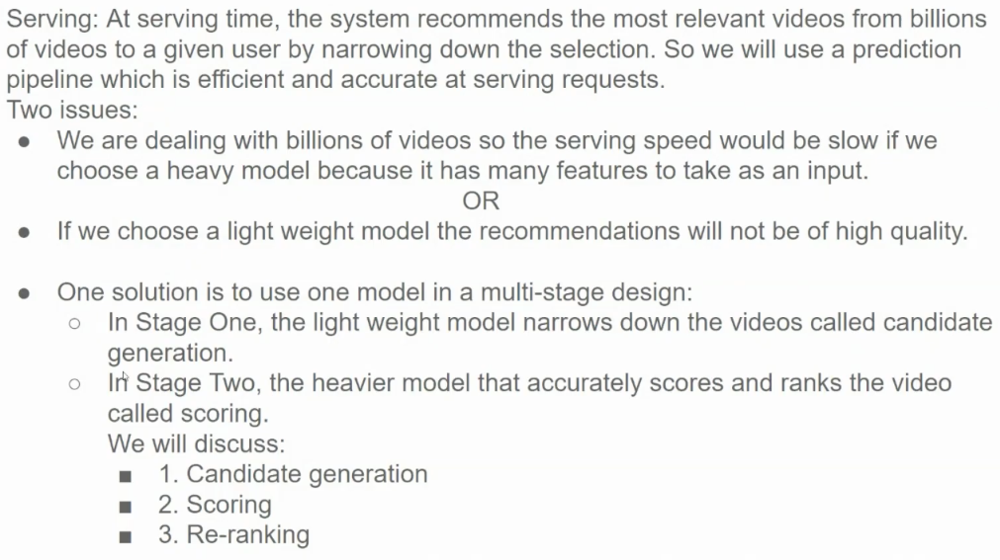 Serving: At serving time, the system recommends the most relevant videos from billions
of videos to a given user by narrowing down the selection. So we will use a prediction
pipeline which is efficient and accurate at serving requests.
Two issues:
● We are dealing with billions of videos so the serving speed would be slow if we
choose a heavy model because it has many features to take as an input.
OR
● If we choose a light weight model the recommendations will not be of high quality.
● One solution is to use one model in a multi-stage design:
○ In Stage One, the light weight model narrows down the videos called candidate
generation.
○ In Stage Two, the heavier model that accurately scores and ranks the video
called scoring.
We will discuss:
■ 1. Candidate generation
■ 2. Scoring
■ 3. Re-ranking